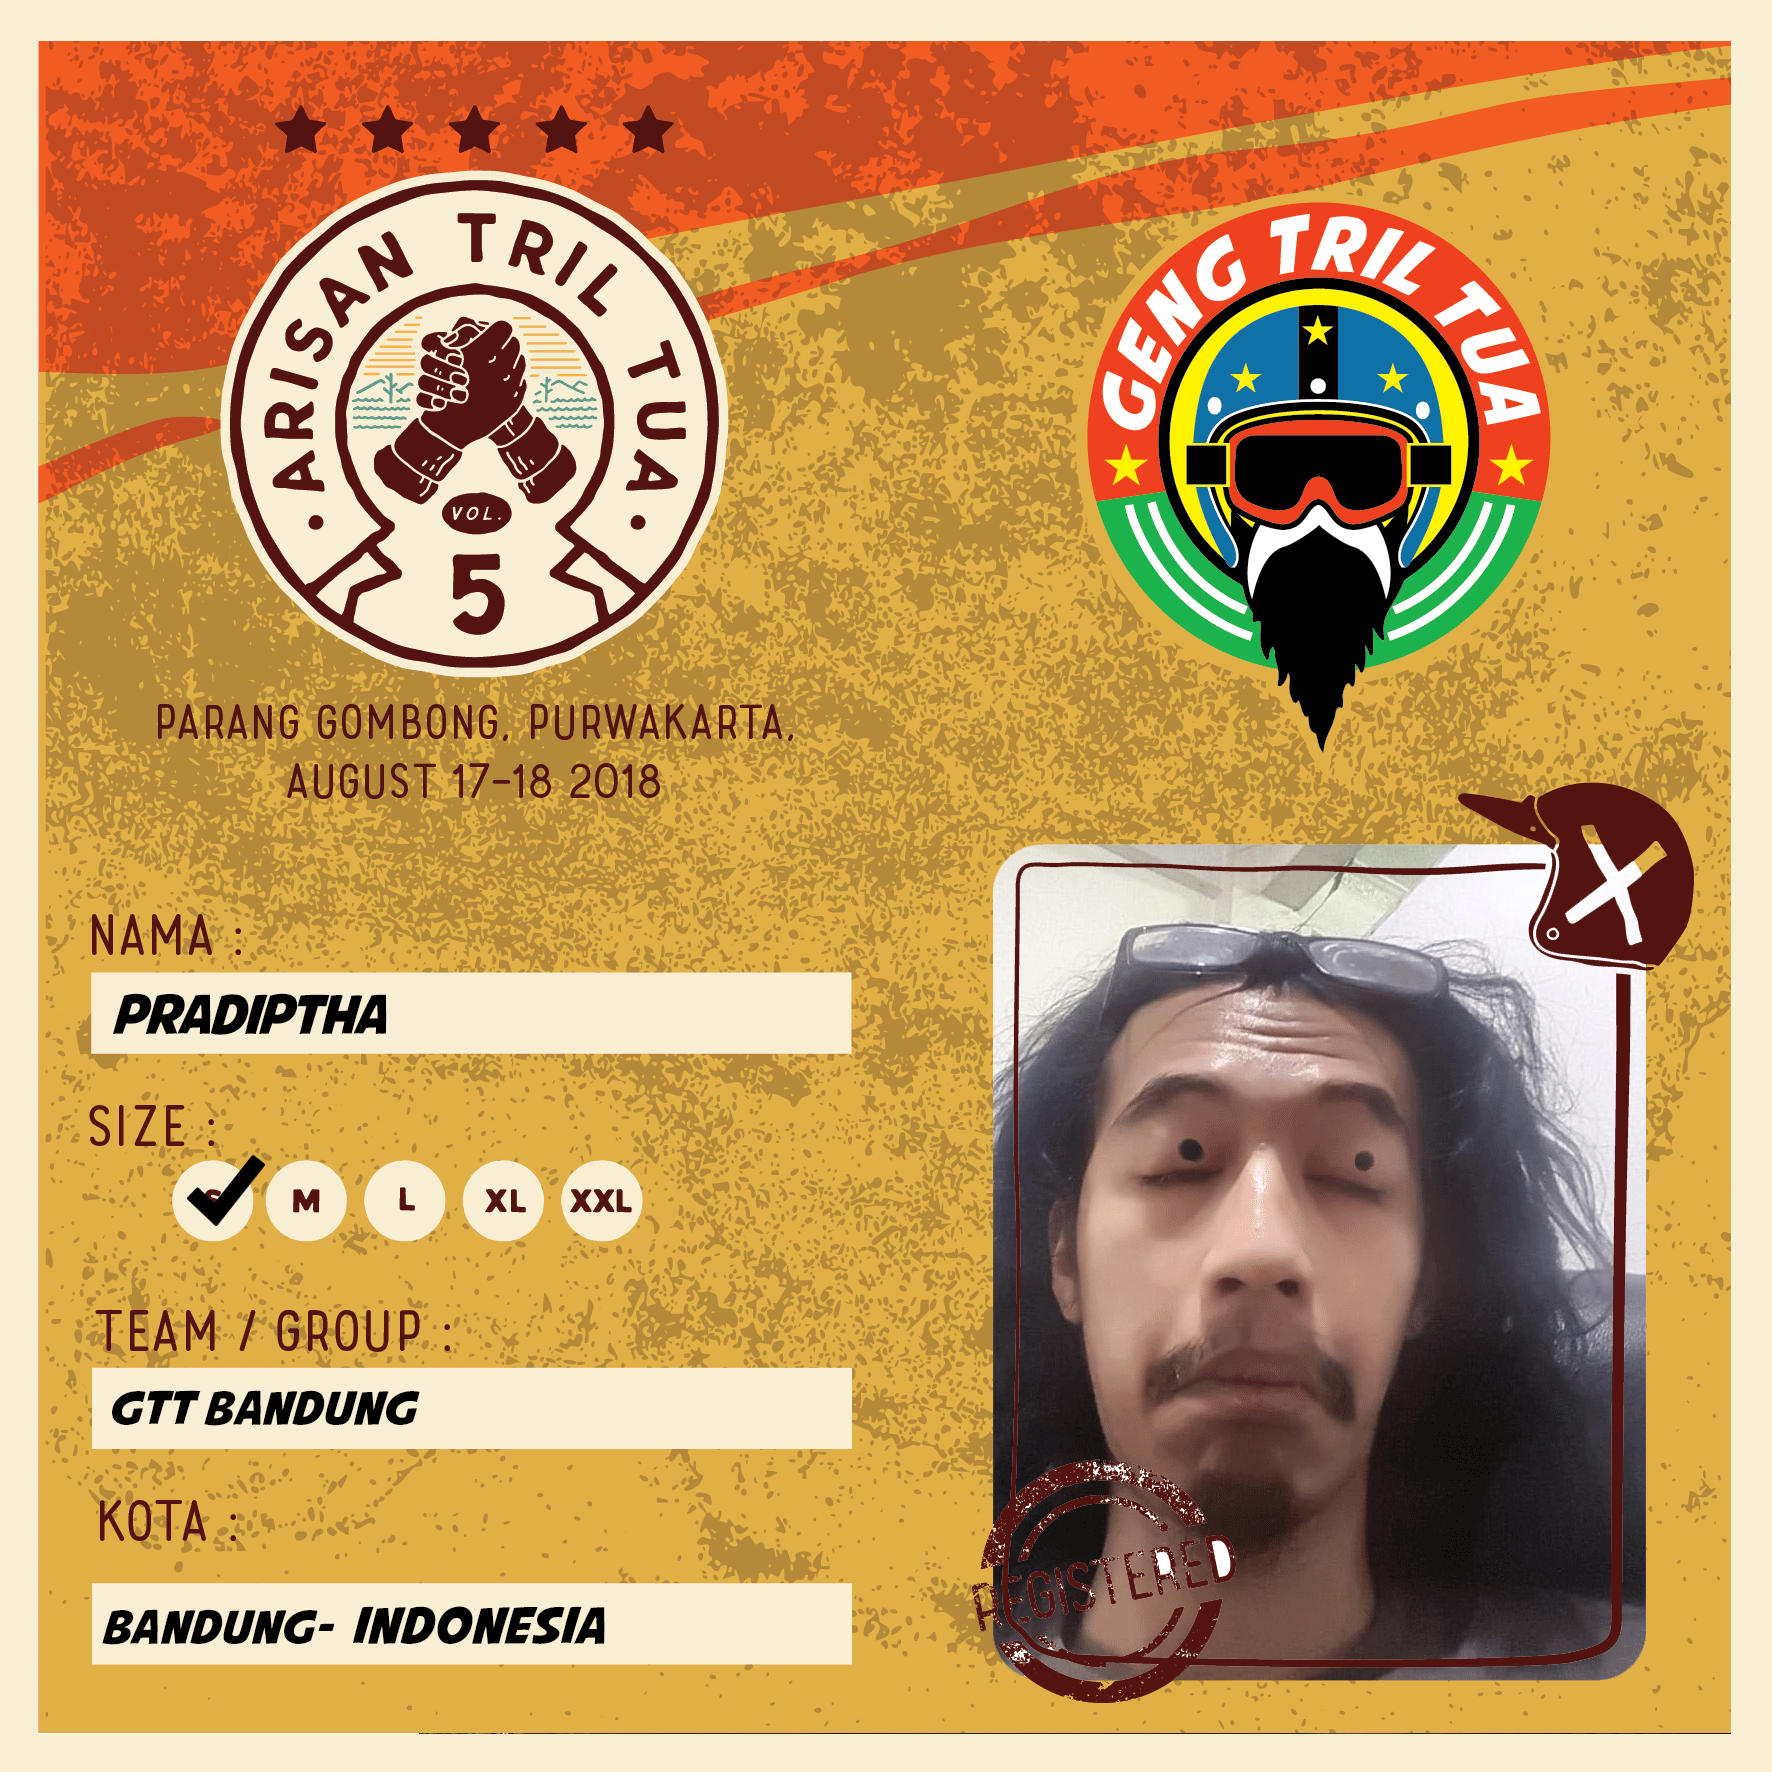 ARISAN TRIL TUA
VOL.
5
GENG TRIL TUA
PARANG GOMBONG, PURWAKARTA,
AUGUST 17-18 2018
NAMA :
PRADIPTHA
SIZE :
S M L XL XXL
TEAM / GROUP :
GTT BANDUNG
KOTA :
BANDUNG- INDONESIA
REGISTERED